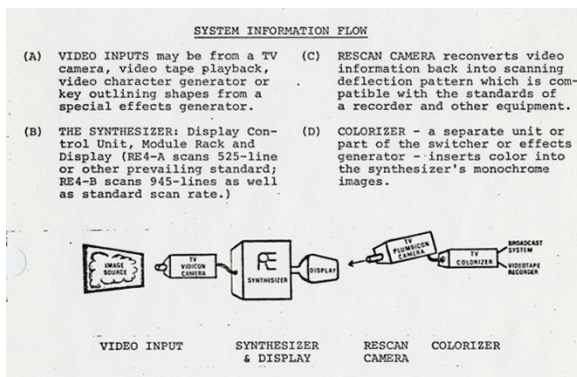 SYSTEM INFORMATION FLOW
(A) VIDEO INPUTS may be from a TV
camera, video tape playback,
video character generator or
key outlining shapes from a
special effects generator.
(B) THE SYNTHESIZER: Display Con-
trol Unit, Module Rack and
Display (RE4-A scans 525-line
or other prevailing standard;
RE4-B scans 945-lines as well
as standard scan rate.)
(C) RESCAN CAMERA reconverts video
information back into scanning
deflection pattern which is com-
patible with the standards of
a recorder and other equipment.
(D) COLORIZER - a separate unit or
part of the switcher or effects
generator - inserts color into
the synthesizer's monochrome
images.
IMAGE
SOURCE
TV
VIDICON
CAMERA
RE
SYNTHESIZER
DISPLAY
TV
PLUMBICON
CAMERA
TV
COLORIZER
BROADCAST
SYSTEM
VIDEOTAPE
RECORDER
VIDEO INPUT
SYNTHESIZER
& DISPLAY
RESCAN
CAMERA
COLORIZER